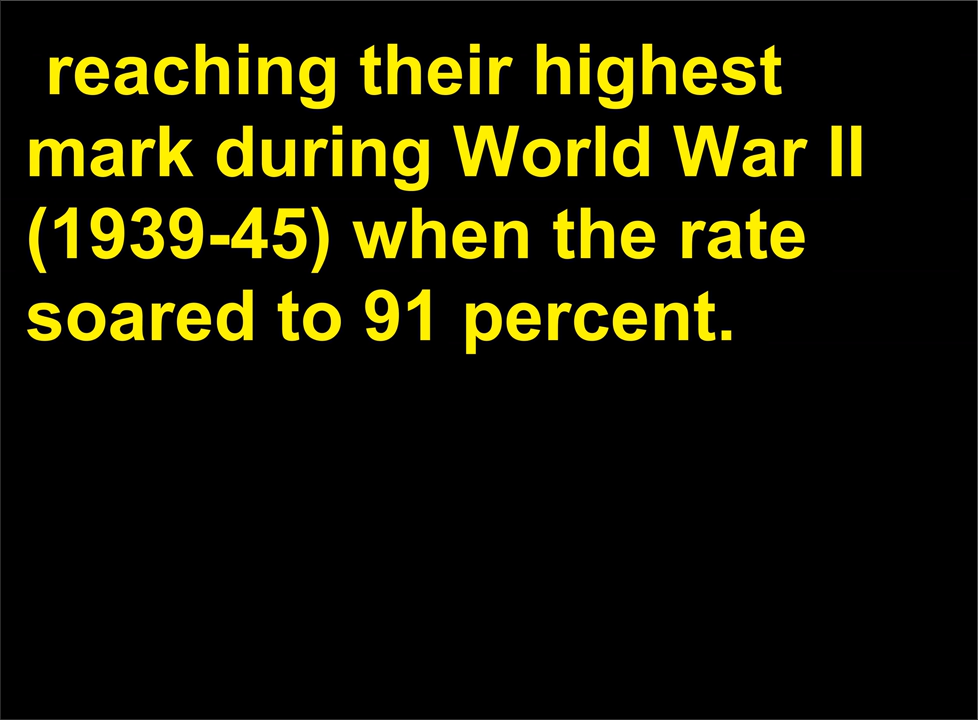 reaching their highest
mark during World War II
(1939-45) when the rate
soared to 91 percent.